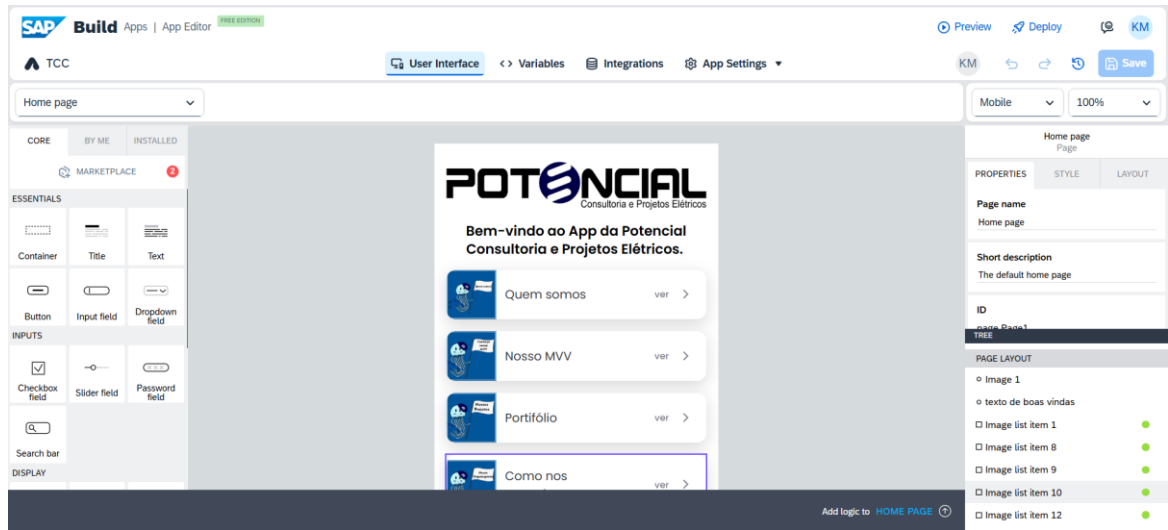 SAP Build Apps | App Editor FREE EDITION
Preview Deploy KM
TCC User Interface <> Variables Integrations App Settings KM Save
Home page Mobile 100%
CORE BY ME INSTALLED
MARKETPLACE 2
ESSENTIALS
Container Title Text
Button Input field Dropdown field
INPUTS
Checkbox field Slider field Password field
Search bar
DISPLAY
POTENCIAL
Consultoria e Projetos Elétricos
Bem-vindo ao App da Potencial
Consultoria e Projetos Elétricos.
Quem somos ver
Nosso MVV ver
Portifólio ver
Como nos ver
Add logic to HOME PAGE
Home page
Page
PROPERTIES STYLE LAYOUT
Page name
Home page
Short description
The default home page
ID
page.Page1
TREE
PAGE LAYOUT
Image 1
texto de boas vindas
Image list item 1
Image list item 8
Image list item 9
Image list item 10
Image list item 12